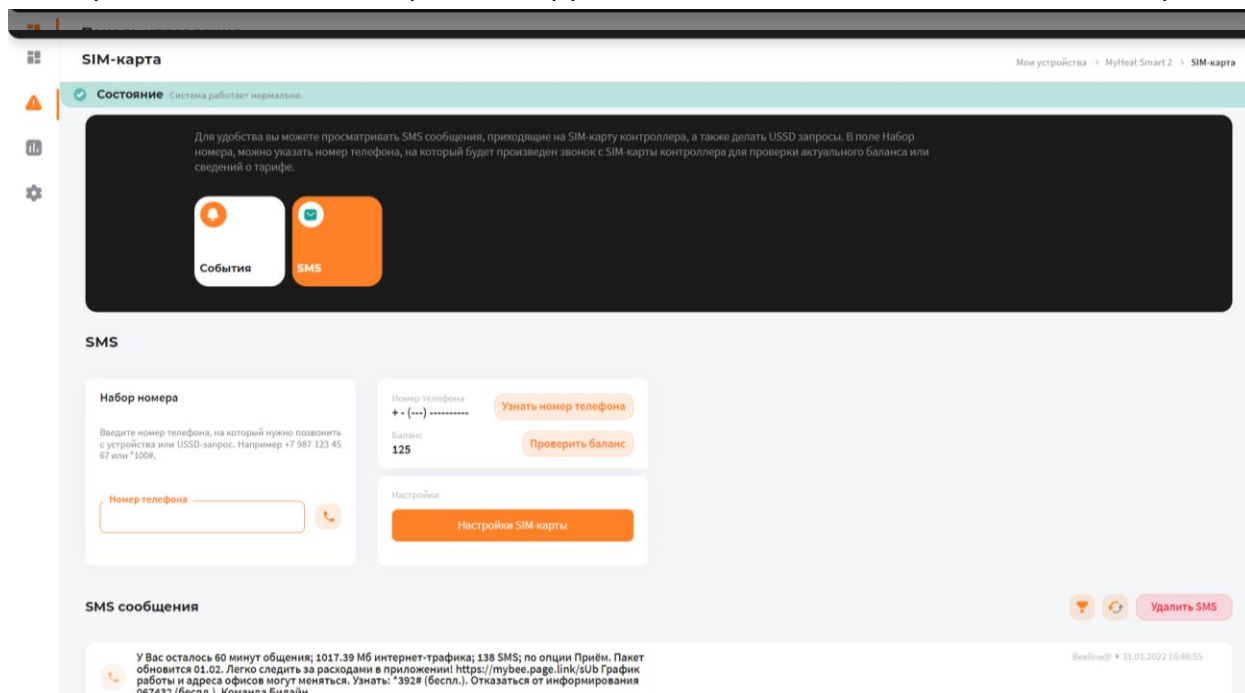 SIM-карта
Мои устройства > MyHeat Smart 2 > SIM-карта
Состояние Система работает нормально.
Для удобства вы можете просматривать SMS сообщения, приходящие на SIM-карту контроллера, а также делать USSD запросы. В поле Набор
номера, можно указать номер телефона, на который будет произведен звонок с SIM-карты контроллера для проверки актуального баланса или
сведений о тарифе.
События
SMS
SMS
Набор номера
Введите номер телефона, на который нужно позвонить
с устройства или USSD-запрос. Например +7 987 123 45
67 или *100#.
Номер телефона
Номер телефона
+ - (---) ----------
Узнать номер телефона
Баланс
125
Проверить баланс
Настройки
Настройки SIM-карты
SMS сообщения
Удалить SMS
У Вас осталось 60 минут общения; 1017.39 Мб интернет-трафика; 138 SMS; по опции Приём. Пакет
обновится 01.02. Легко следить за расходами в приложении! https://mybee.page.link/sUb График
работы и адреса офисов могут меняться. Узнать: *392# (беспл.). Отказаться от информирования
067432 (беспл.). Команда Билайн
Beeline@ • 31.01.2022 16:48:55